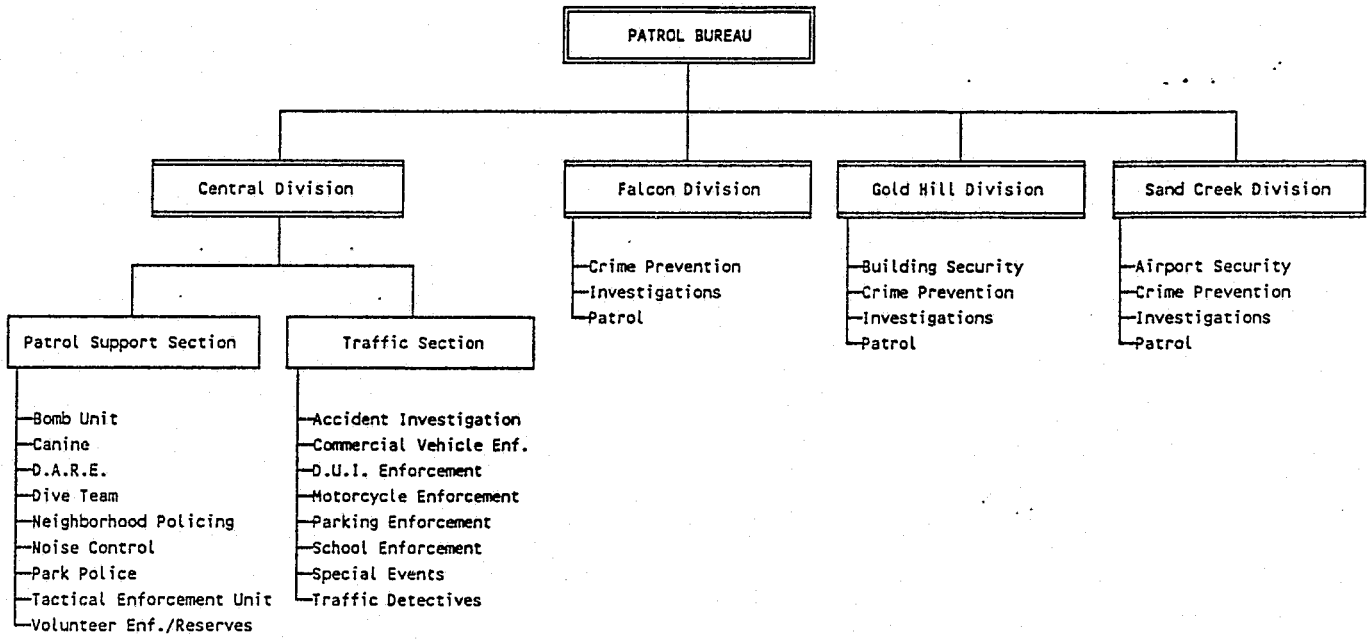 PATROL BUREAU
Central Division
Falcon Division
Gold Hill Division
Sand Creek Division
Crime Prevention
Investigations
Patrol
Building Security
Crime Prevention
Investigations
Patrol
Airport Security
Crime Prevention
Investigations
Patrol
Patrol Support Section
Traffic Section
Bomb Unit
Canine
D.A.R.E.
Dive Team
Neighborhood Policing
Noise Control
Park Police
Tactical Enforcement Unit
Volunteer Enf./Reserves
Accident Investigation
Commercial Vehicle Enf.
D.U.I. Enforcement
Motorcycle Enforcement
Parking Enforcement
School Enforcement
Special Events
Traffic Detectives